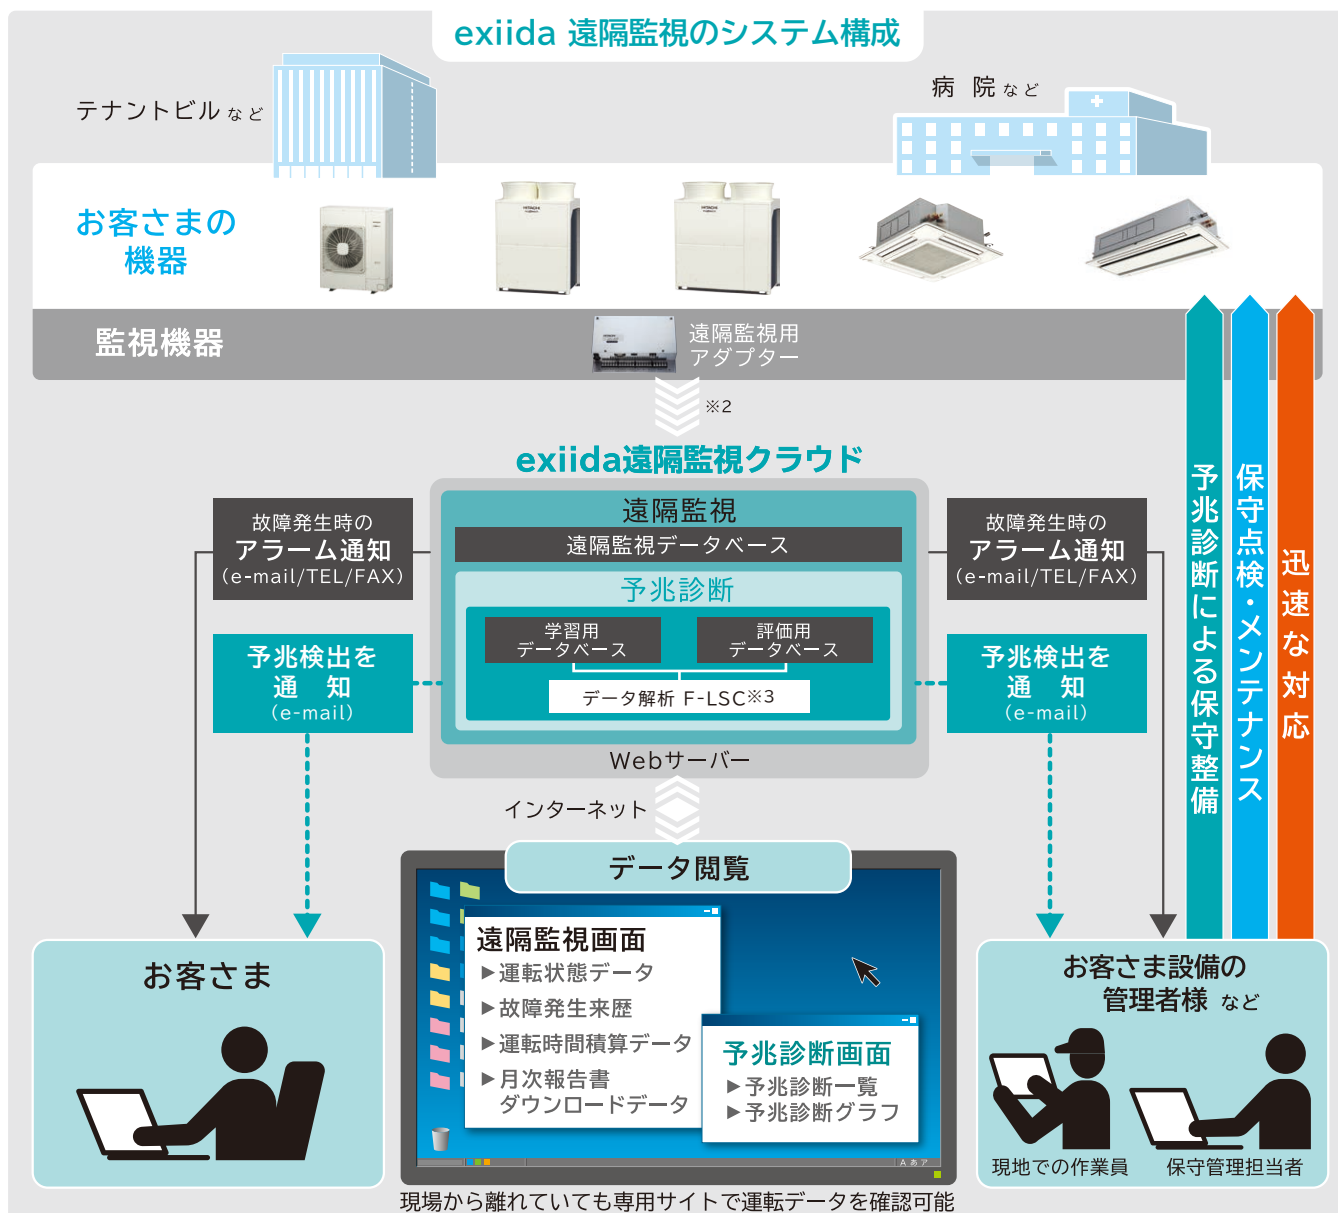 exiida 遠隔監視のシステム構成
テナントビル など
病 院 など
お客さまの
機器
HITACHI
HITACHI
監視機器
遠隔監視用
アダプター
※2
exiida遠隔監視クラウド
遠隔監視
遠隔監視データベース
予兆診断
学習用
データベース
評価用
データベース
データ解析 F-LSC※3
Webサーバー
故障発生時の
アラーム通知
(e-mail/TEL/FAX)
予兆検出を
通 知
(e-mail)
故障発生時の
アラーム通知
(e-mail/TEL/FAX)
予兆検出を
通 知
(e-mail)
予兆診断による保守整備
保守点検・メンテナンス
迅速な対応
インターネット
データ閲覧
遠隔監視画面
▶運転状態データ
▶故障発生来歴
▶運転時間積算データ
▶月次報告書
ダウンロードデータ
予兆診断画面
▶予兆診断一覧
▶予兆診断グラフ
A あ ア
お客さま
お客さま設備の
管理者様 など
現地での作業員
保守管理担当者
現場から離れていても専用サイトで運転データを確認可能